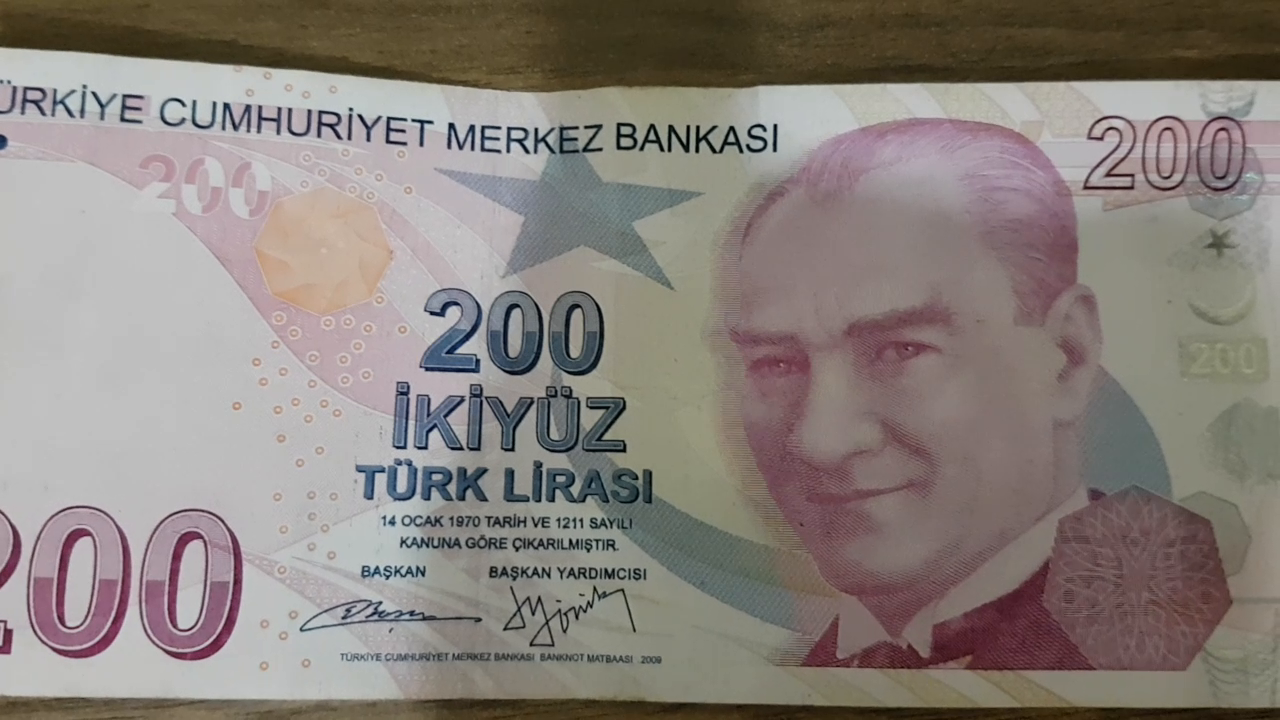 ÜRKİYE CUMHURİYET MERKEZ BANKASI
200
200
200
İKİYÜZ
TÜRK LİRASI
200
14 OCAK 1970 TARİH VE 1211 SAYILI
KANUNA GÖRE ÇIKARILMIŞTIR.
BAŞKAN BAŞKAN YARDIMCISI
200
TÜRKİYE CUMHURİYET MERKEZ BANKASI BANKNOT MATBAASI 2009